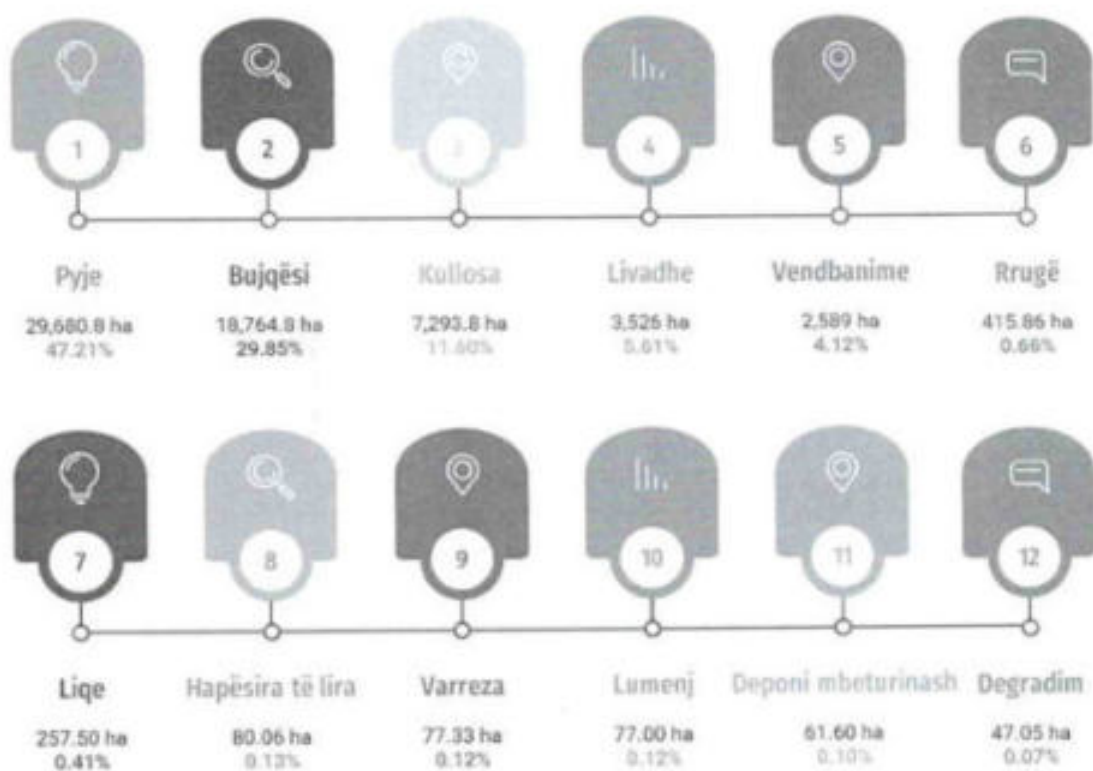 1 2 3 4 5 6
Pyje Bujqësi Kullosa Livadhe Vendbanime Rrugë
29,680.8 ha 18,764.8 ha 7,293.8 ha 3,526 ha 2,589 ha 415.86 ha
47.21% 29.85% 11.60% 5.61% 4.12% 0.66%
7 8 9 10 11 12
Liqe Hapësira të lira Varreza Lumenj Deponi mbeturinash Degradim
257.50 ha 80.06 ha 77.33 ha 77.00 ha 61.60 ha 47.05 ha
0.41% 0.13% 0.12% 0.12% 0.10% 0.07%